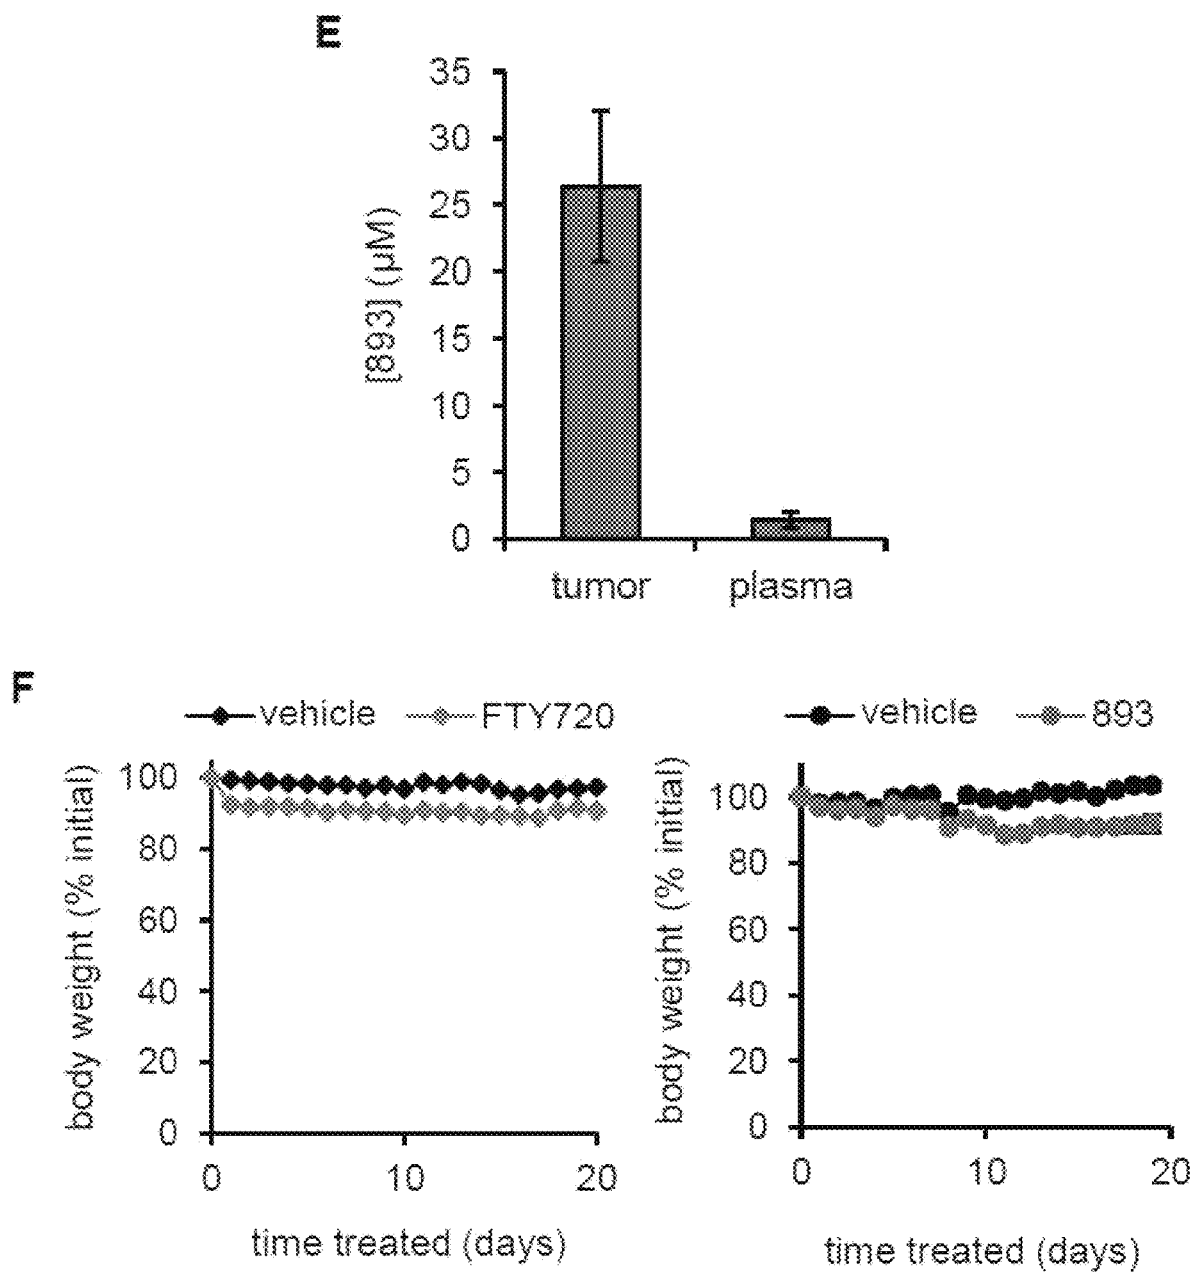 E
35
30
25
20
15
10
5
0
[893] (µM)
tumor plasma
F
vehicle FTY720
100
80
60
40
20
0
body weight (% initial)
0 10 20
time treated (days)
vehicle 893
100
80
60
40
20
0
body weight (% initial)
0 10 20
time treated (days)